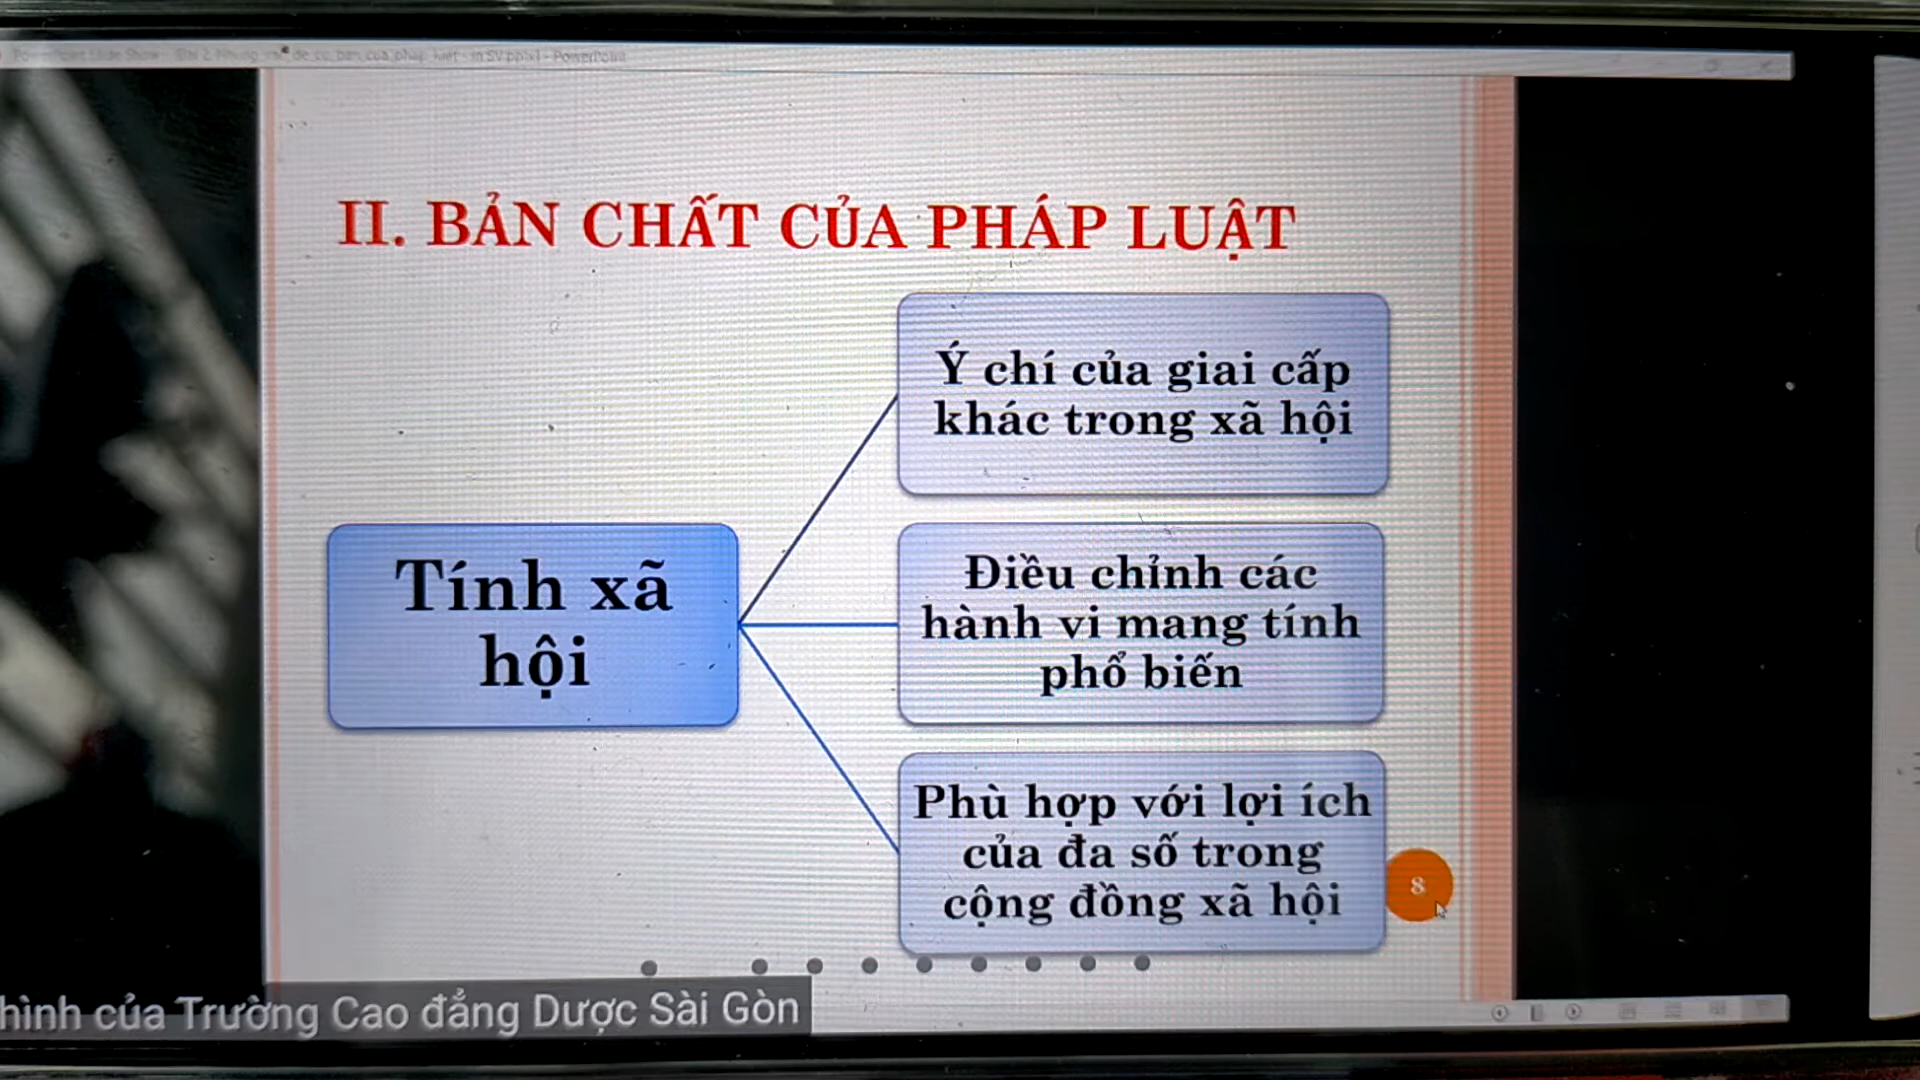 II. BẢN CHẤT CỦA PHÁP LUẬT
Ý chí của giai cấp
khác trong xã hội
Tính xã
hội
Điều chỉnh các
hành vi mang tính
phổ biến
Phù hợp với lợi ích
của đa số trong
cộng đồng xã hội
8
hình của Trường Cao đẳng Dược Sài Gòn